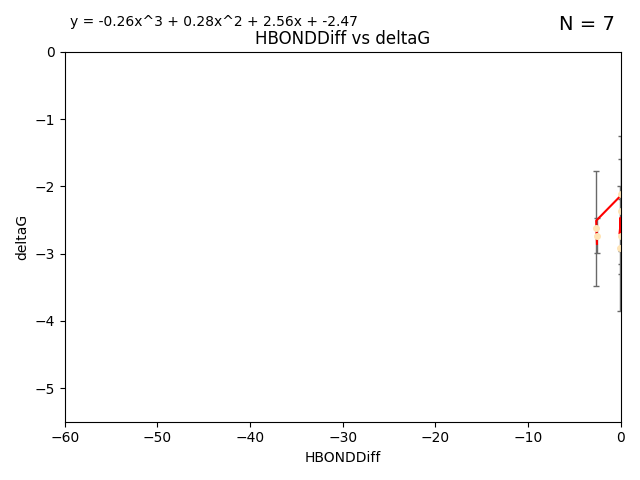 y = -0.26x^3 + 0.28x^2 + 2.56x + -2.47
N = 7
HBONDDiff vs deltaG
0
−1
−2
−3
−4
−5
deltaG
−60
−50
−40
−30
−20
−10
0
HBONDDiff